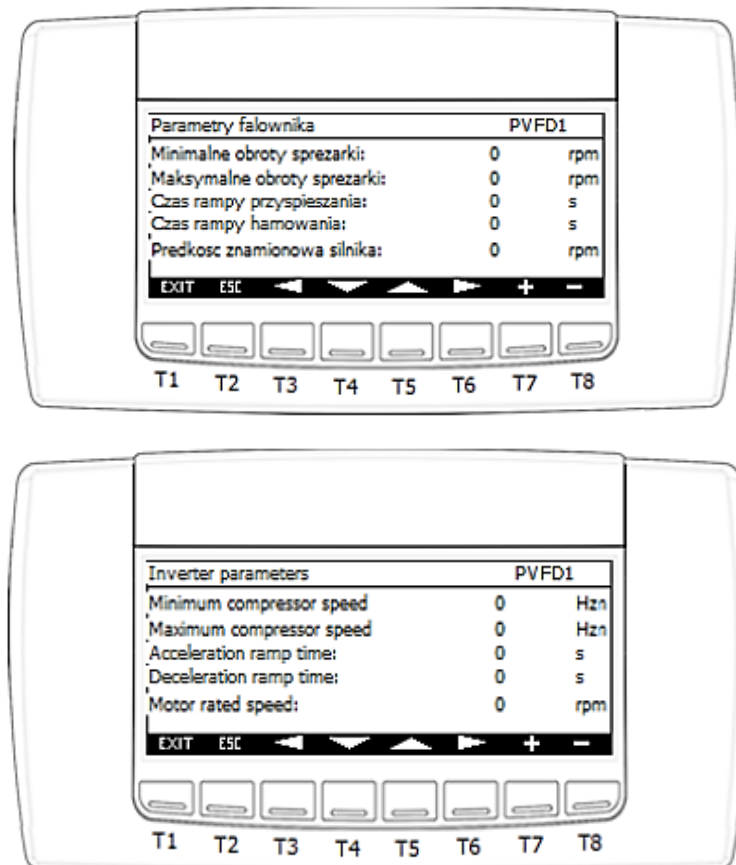 Parametry falownika PVFD1
Minimalne obroty sprezarki: 0 rpm
Maksymalne obroty sprezarki: 0 rpm
Czas rampy przyspieszania: 0 s
Czas rampy hamowania: 0 s
Predkosc znamionowa silnika: 0 rpm
EXIT ESC + −
T1 T2 T3 T4 T5 T6 T7 T8
Inverter parameters PVFD1
Minimum compressor speed 0 Hzn
Maximum compressor speed 0 Hzn
Acceleration ramp time: 0 s
Deceleration ramp time: 0 s
Motor rated speed: 0 rpm
EXIT ESC + −
T1 T2 T3 T4 T5 T6 T7 T8